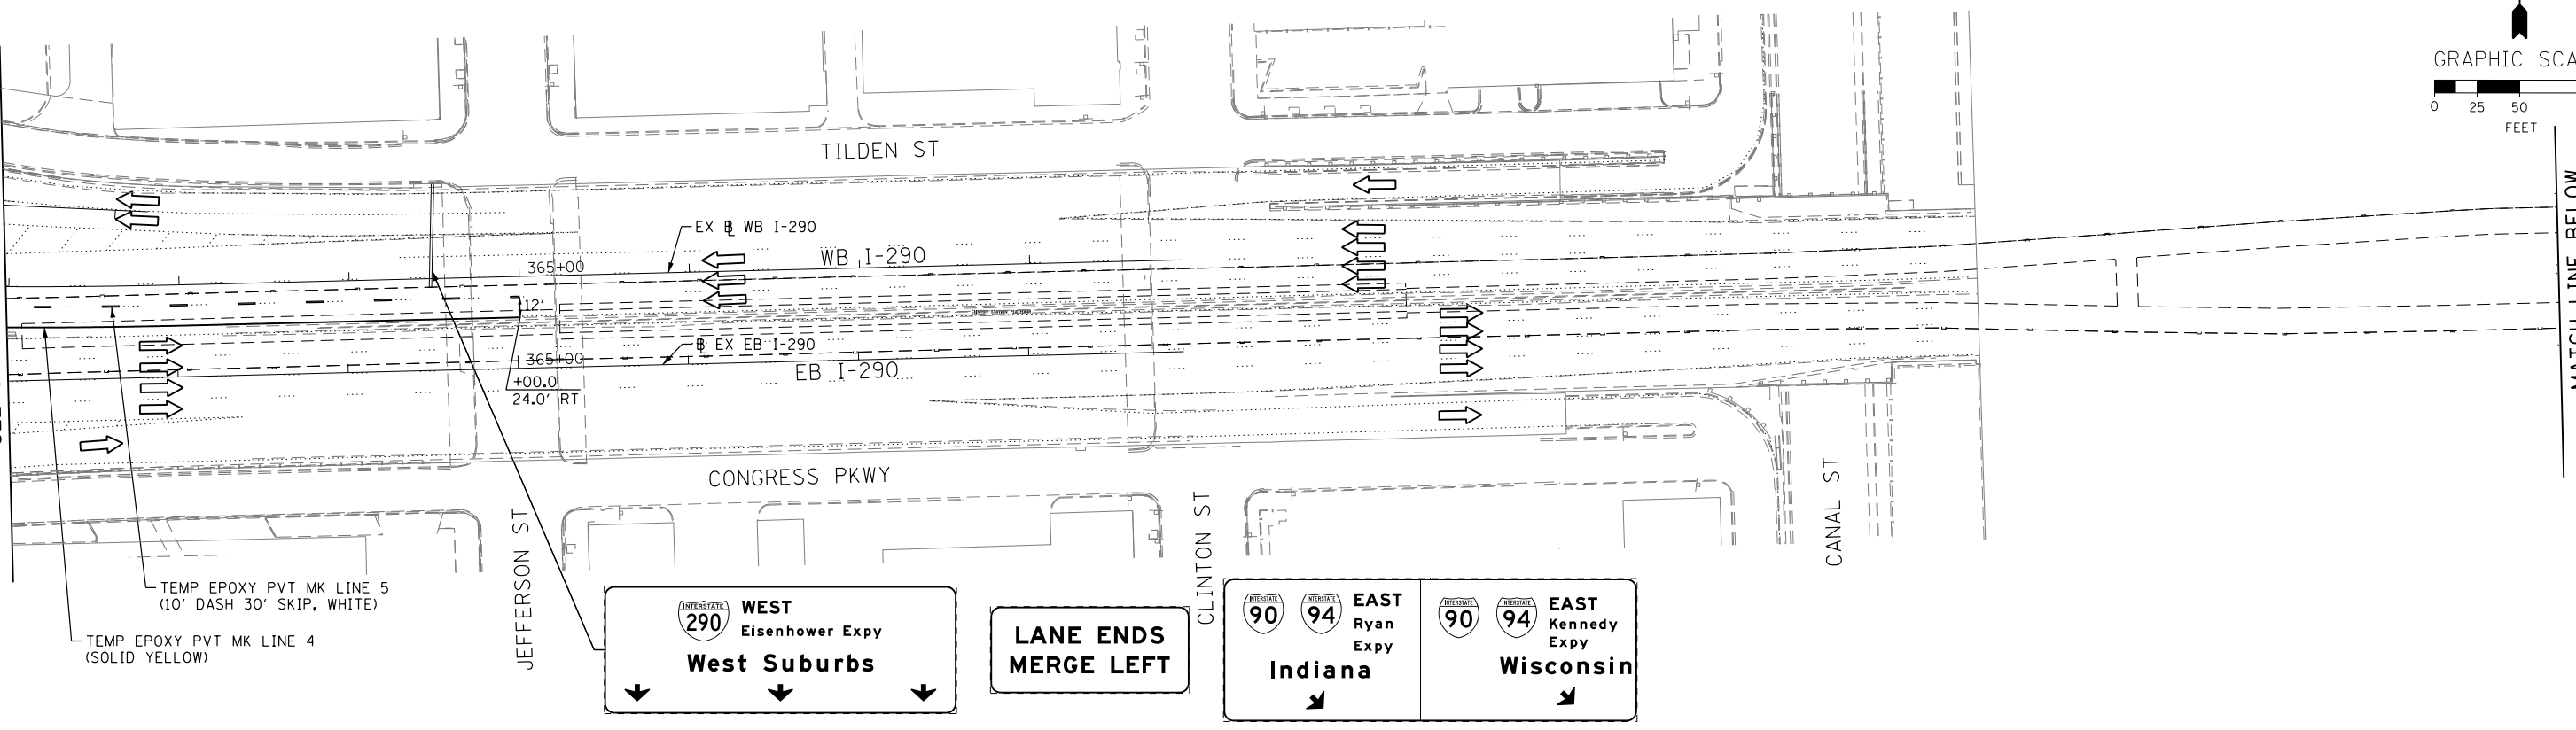 GRAPHIC SCA
0 25 50
FEET
MATCH LINE BELOW
TILDEN ST
EX B WB I-290
WB I-290
365+00
12'
B EX EB I-290
365+00
EB I-290
+00.0
24.0' RT
CONGRESS PKWY
JEFFERSON ST
CLINTON ST
CANAL ST
TEMP EPOXY PVT MK LINE 5
(10' DASH 30' SKIP, WHITE)
TEMP EPOXY PVT MK LINE 4
(SOLID YELLOW)
INTERSTATE
290
WEST
Eisenhower Expy
West Suburbs
LANE ENDS
MERGE LEFT
INTERSTATE
90
INTERSTATE
94
EAST
Ryan
Expy
Indiana
INTERSTATE
90
INTERSTATE
94
EAST
Kennedy
Expy
Wisconsin